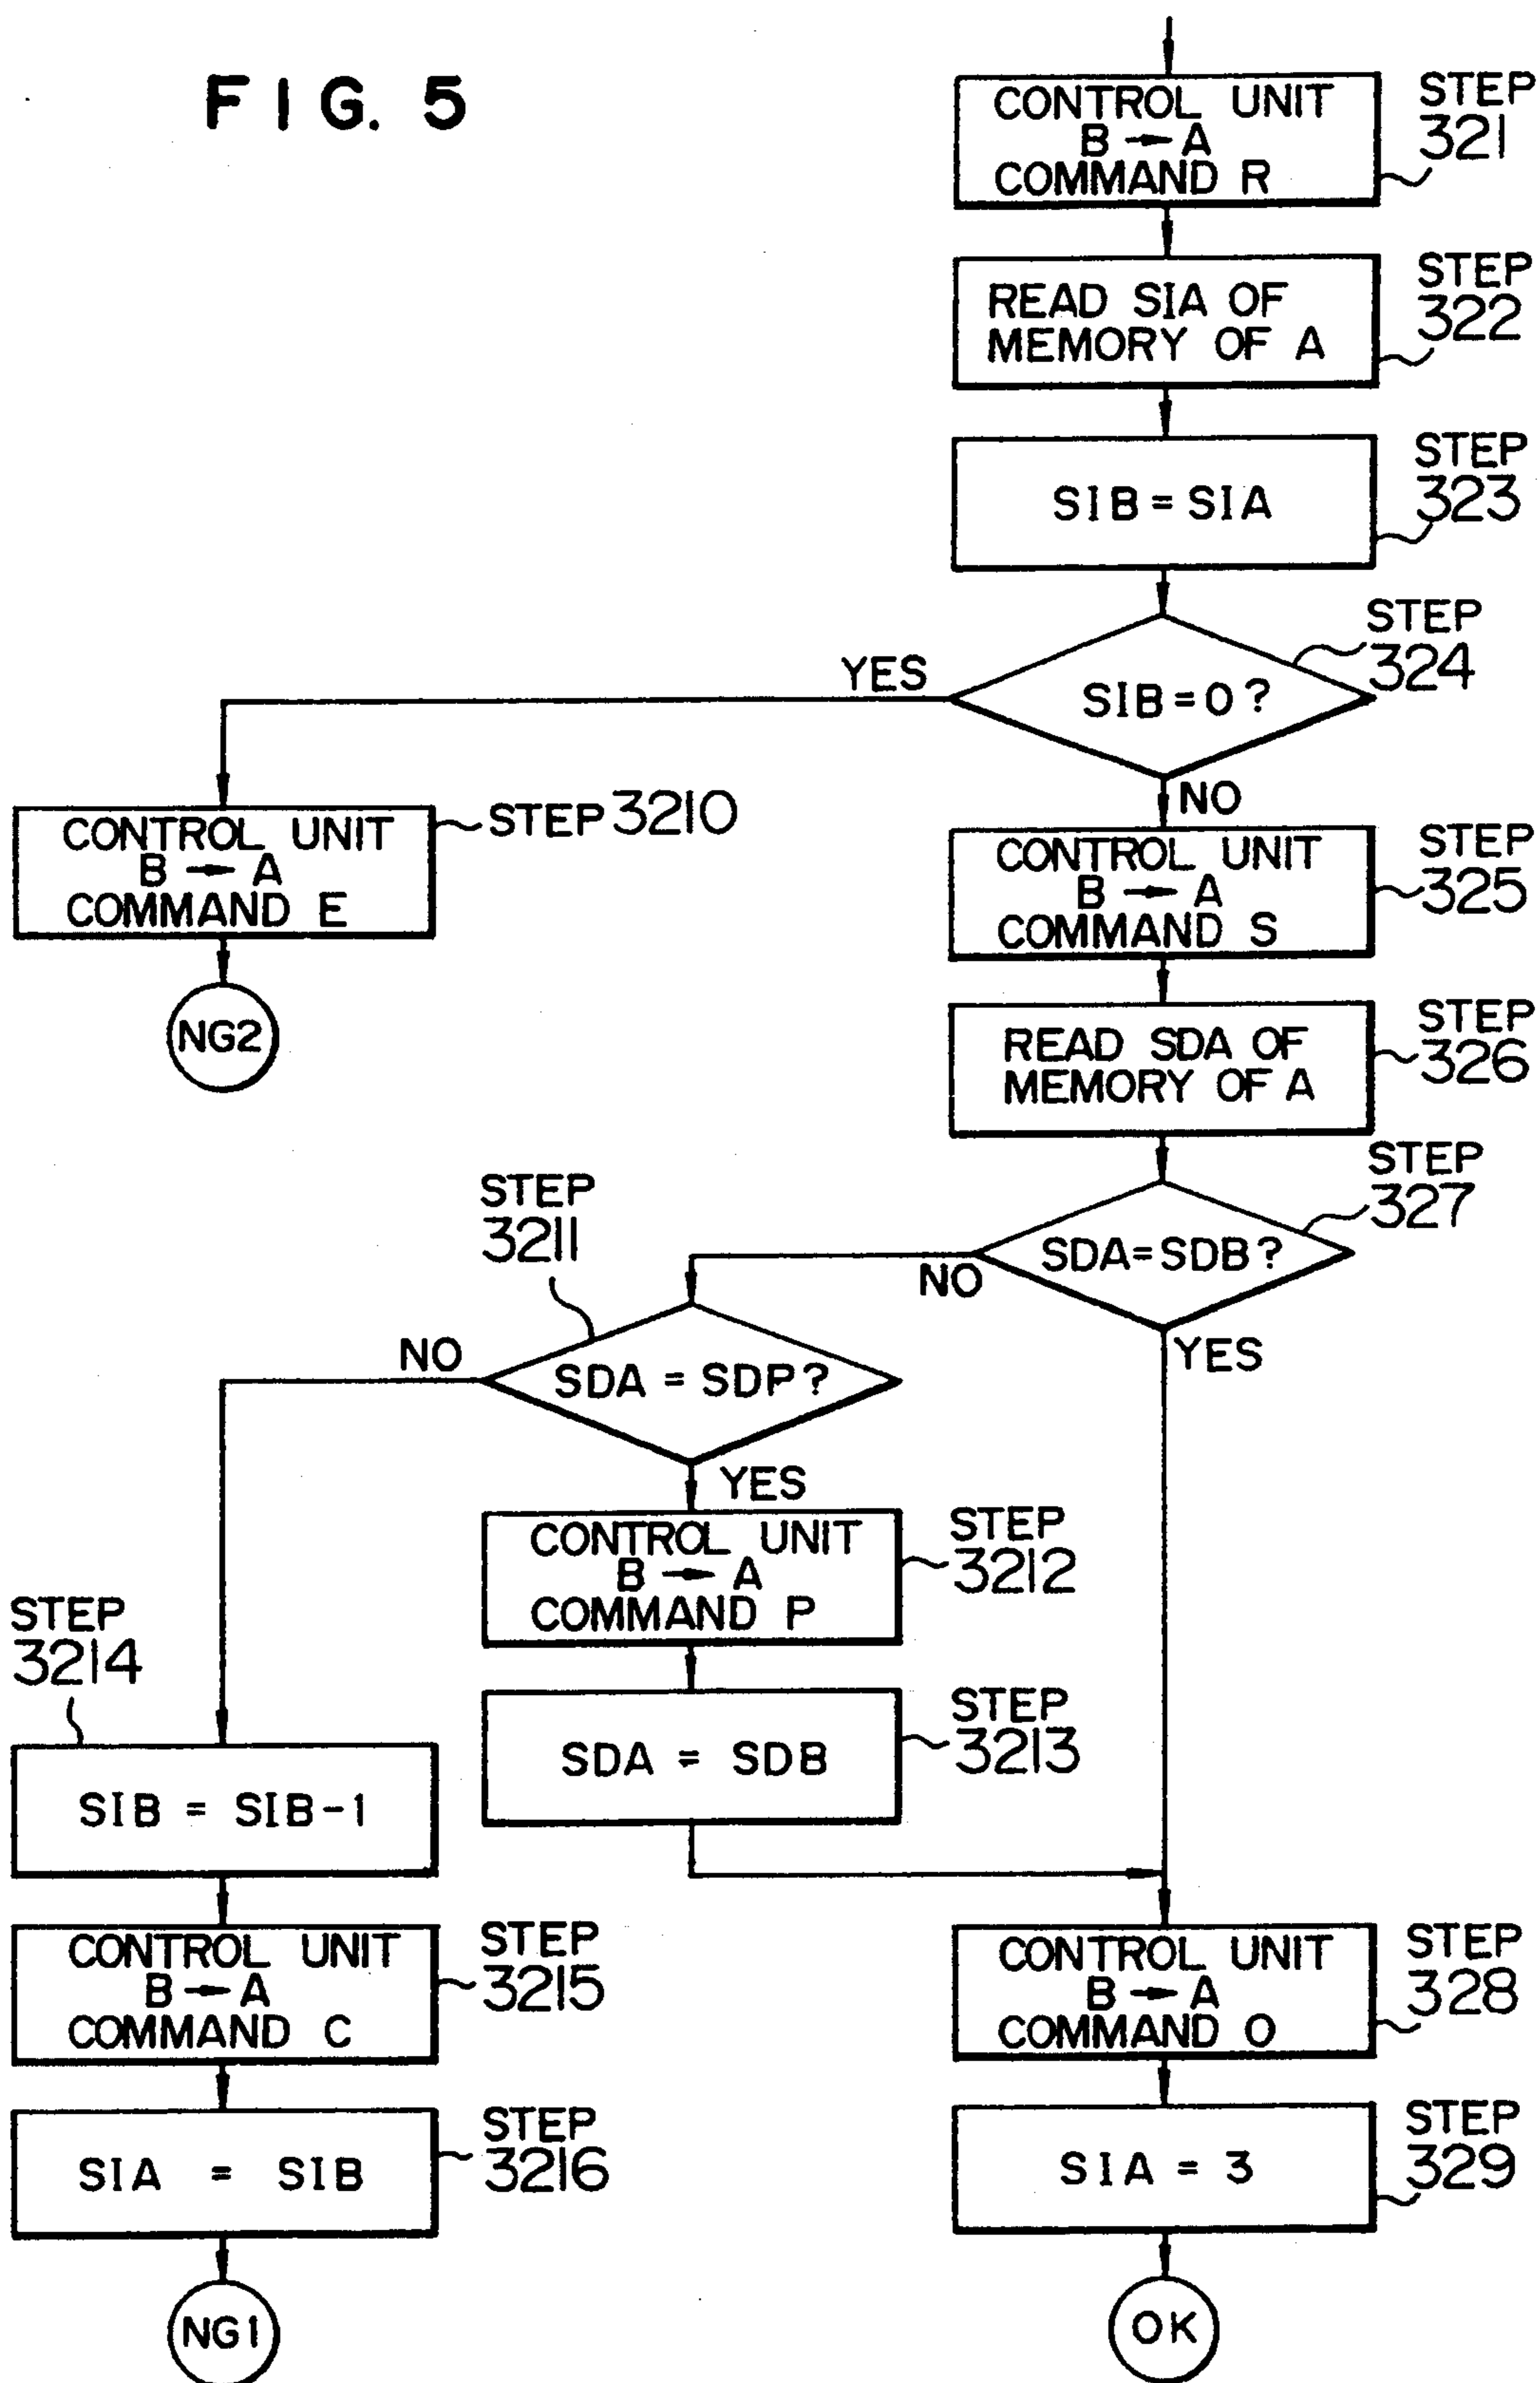 FIG. 5
CONTROL UNIT
B → A
COMMAND R
STEP
321
READ SIA OF
MEMORY OF A
STEP
322
SIB = SIA
STEP
323
SIB = 0 ?
STEP
324
YES
NO
CONTROL UNIT
B → A
COMMAND E
STEP 3210
NG2
CONTROL UNIT
B → A
COMMAND S
STEP
325
READ SDA OF
MEMORY OF A
STEP
326
SDA = SDB ?
STEP
327
NO
YES
STEP
3211
SDA = SDP ?
NO
YES
CONTROL UNIT
B → A
COMMAND P
STEP
3212
SDA = SDB
STEP
3213
STEP
3214
SIB = SIB-1
CONTROL UNIT
B → A
COMMAND C
STEP
3215
SIA = SIB
STEP
3216
NG1
CONTROL UNIT
B → A
COMMAND O
STEP
328
SIA = 3
STEP
329
OK